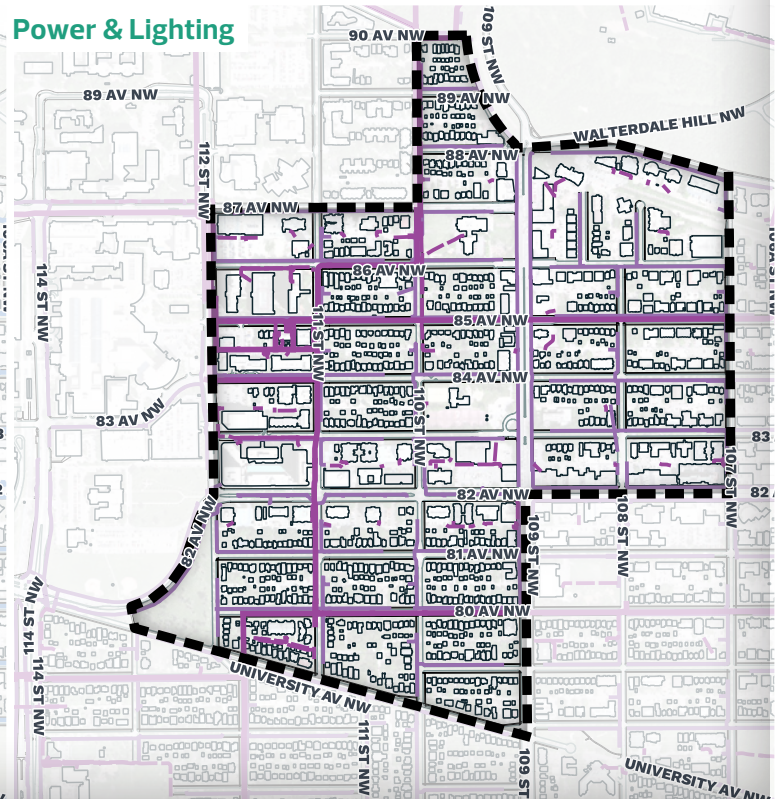 Power & Lighting
90 AV NW
109 ST NW
89 AV NW
89 AV NW
WALTERDALE HILL NW
112 ST NW
88 AV NW
87 AV NW
114 ST NW
86 AV NW
111 ST NW
85 AV NW
84 AV NW
83 AV NW
110 ST NW
83
107 ST NW
82 AV NW
82
82 AV NW
109 ST NW
108 ST NW
81 AV NW
114 ST NW
80 AV NW
114 ST NW
UNIVERSITY AV NW
111 ST NW
109 ST
UNIVERSITY AV NW